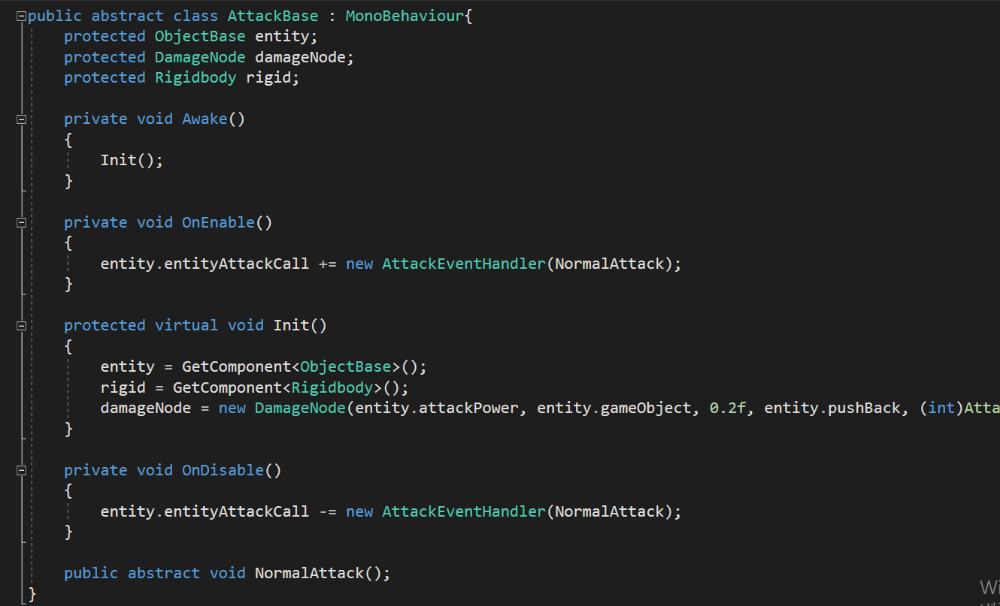 public abstract class AttackBase : MonoBehaviour{
    protected ObjectBase entity;
    protected DamageNode damageNode;
    protected Rigidbody rigid;

    private void Awake()
    {
        Init();
    }

    private void OnEnable()
    {
        entity.entityAttackCall += new AttackEventHandler(NormalAttack);
    }

    protected virtual void Init()
    {
        entity = GetComponent<ObjectBase>();
        rigid = GetComponent<Rigidbody>();
        damageNode = new DamageNode(entity.attackPower, entity.gameObject, 0.2f, entity.pushBack, (int)Atta
    }

    private void OnDisable()
    {
        entity.entityAttackCall -= new AttackEventHandler(NormalAttack);
    }

    public abstract void NormalAttack();
}